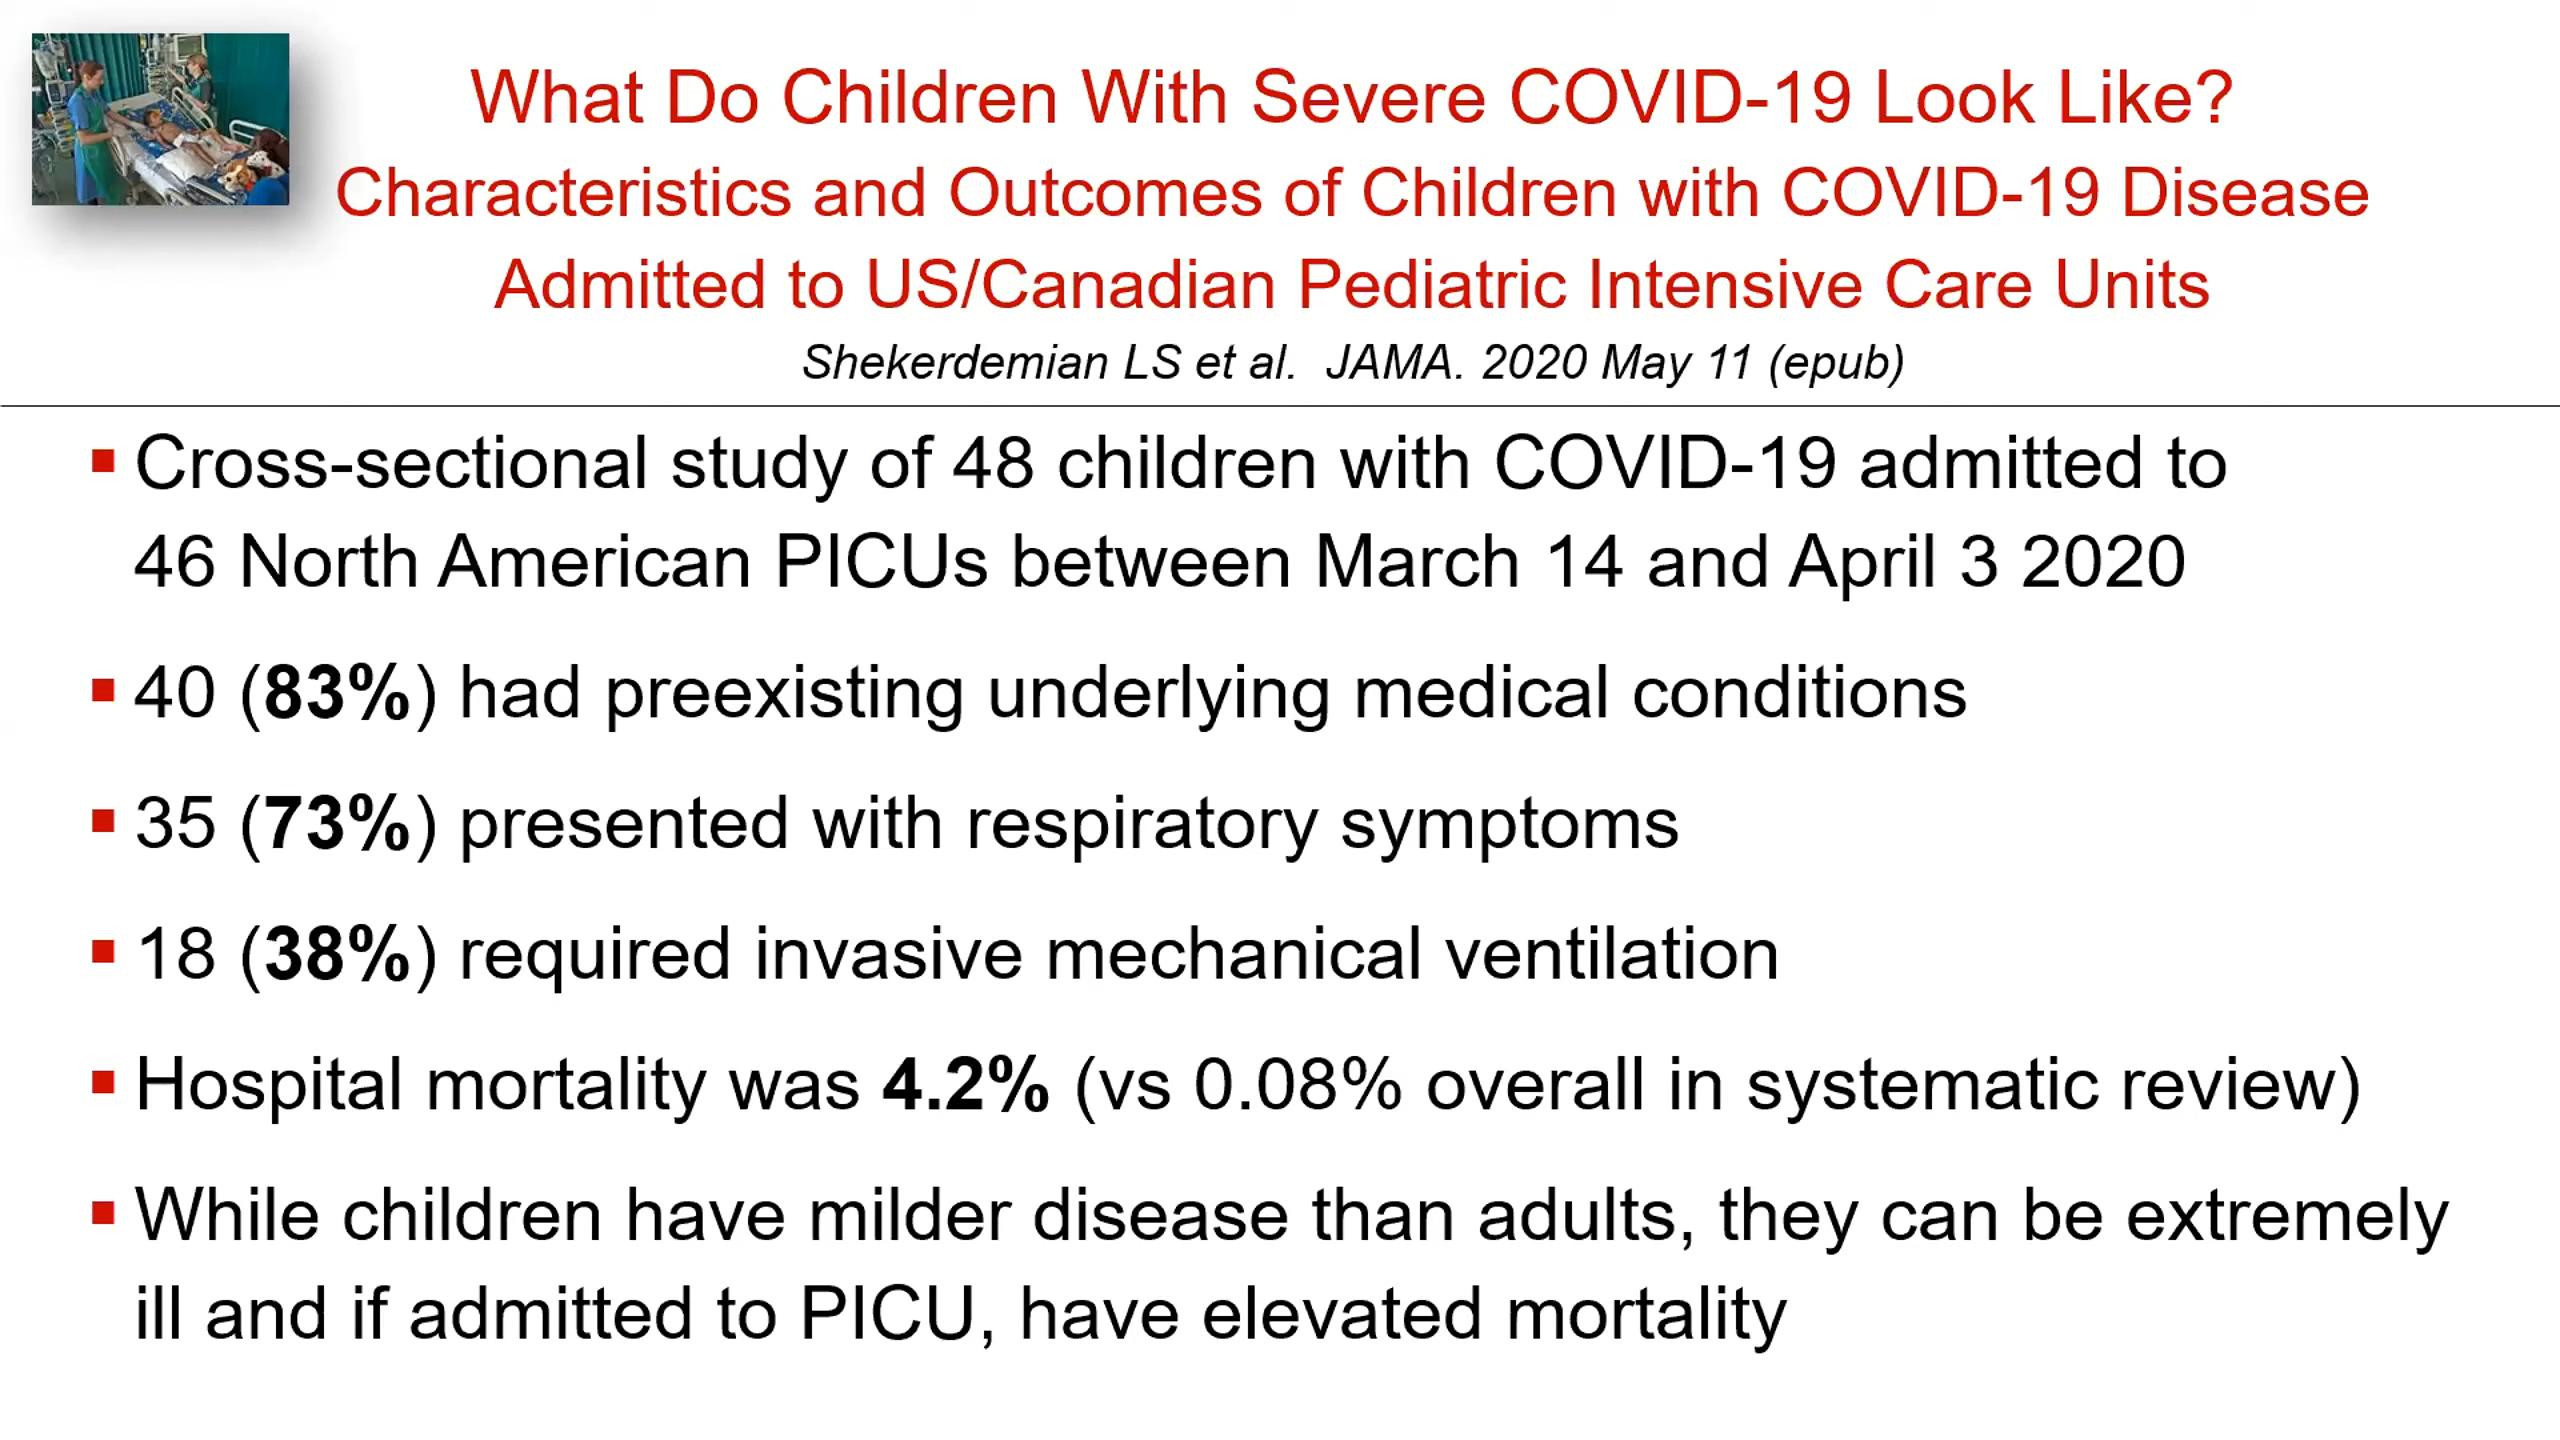 What Do Children With Severe COVID-19 Look Like?
Characteristics and Outcomes of Children with COVID-19 Disease
Admitted to US/Canadian Pediatric Intensive Care Units
Shekerdemian LS et al.  JAMA. 2020 May 11 (epub)
▪ Cross-sectional study of 48 children with COVID-19 admitted to
46 North American PICUs between March 14 and April 3 2020
▪ 40 (83%) had preexisting underlying medical conditions
▪ 35 (73%) presented with respiratory symptoms
▪ 18 (38%) required invasive mechanical ventilation
▪ Hospital mortality was 4.2% (vs 0.08% overall in systematic review)
▪ While children have milder disease than adults, they can be extremely
ill and if admitted to PICU, have elevated mortality